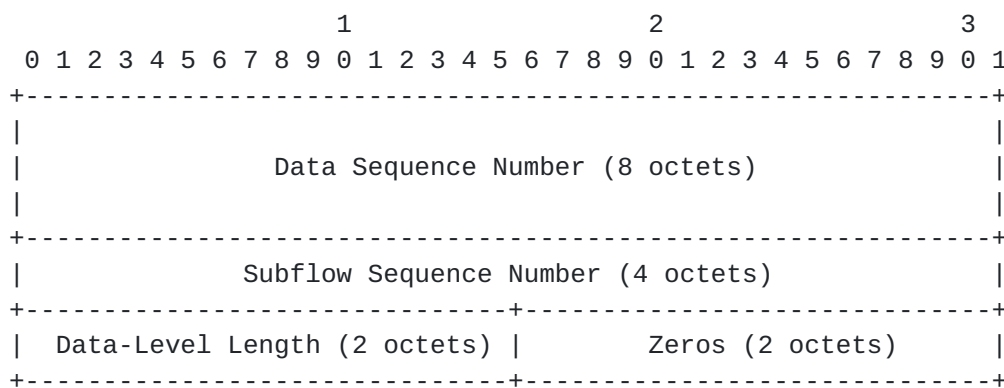 1                   2                   3
 0 1 2 3 4 5 6 7 8 9 0 1 2 3 4 5 6 7 8 9 0 1 2 3 4 5 6 7 8 9 0 1
+--------------------------------------------------------------+
|                                                              |
|                Data Sequence Number (8 octets)               |
|                                                              |
+--------------------------------------------------------------+
|              Subflow Sequence Number (4 octets)              |
+-------------------------------+------------------------------+
|  Data-Level Length (2 octets) |        Zeros (2 octets)      |
+-------------------------------+------------------------------+